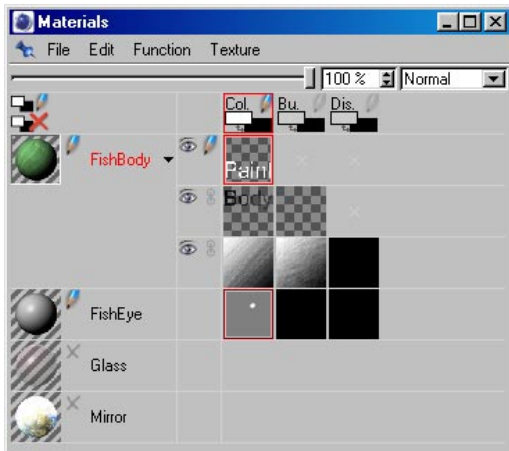 Materials
File Edit Function Texture
100 % Normal
Col. Bu. Dis.
FishBody
Paint
Body
FishEye
Glass
Mirror